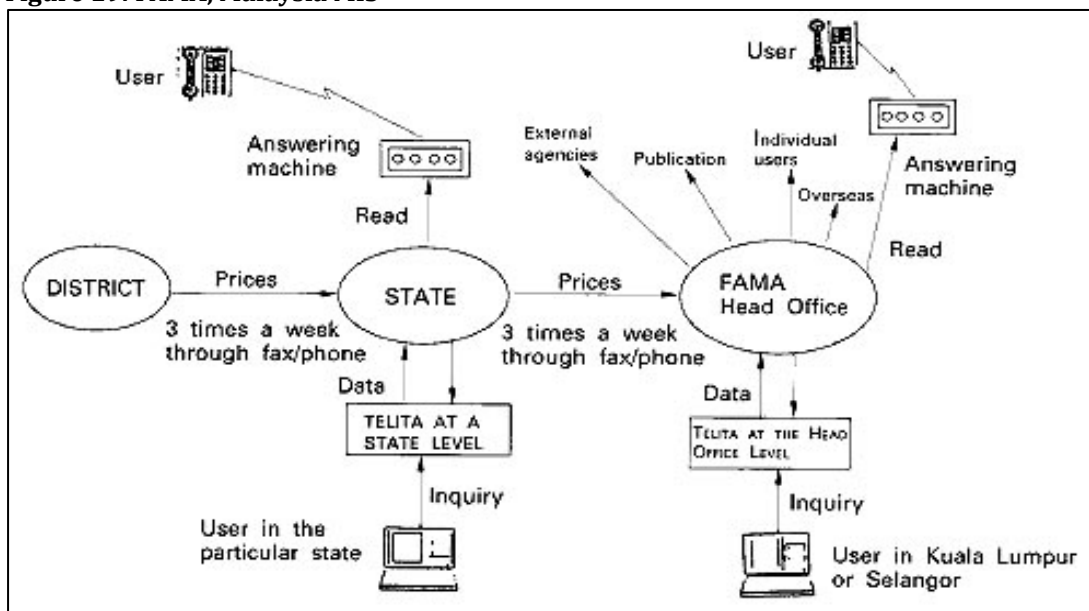 User
Answering
machine
Read
DISTRICT
Prices
3 times a week
through fax/phone
STATE
Data
TELITA AT A
STATE LEVEL
Inquiry
User in the
particular state
Prices
3 times a week
through fax/phone
External
agencies
Publication
Individual
users
Overseas
User
Answering
machine
Read
FAMA
Head Office
Data
TELITA AT THE HEAD
OFFICE LEVEL
Inquiry
User in Kuala Lumpur
or Selangor